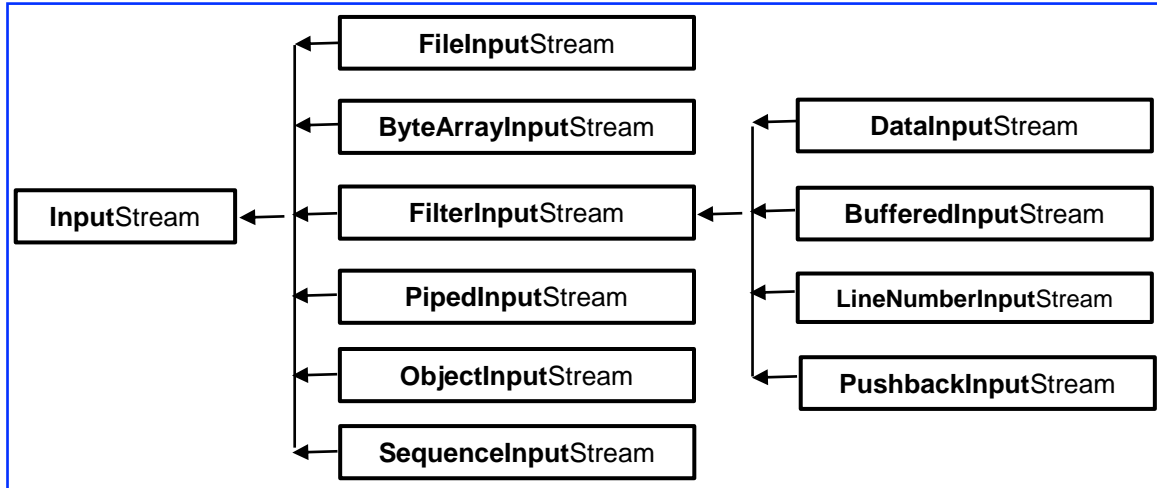 InputStream
FileInputStream
ByteArrayInputStream
FilterInputStream
PipedInputStream
ObjectInputStream
SequenceInputStream
DataInputStream
BufferedInputStream
LineNumberInputStream
PushbackInputStream